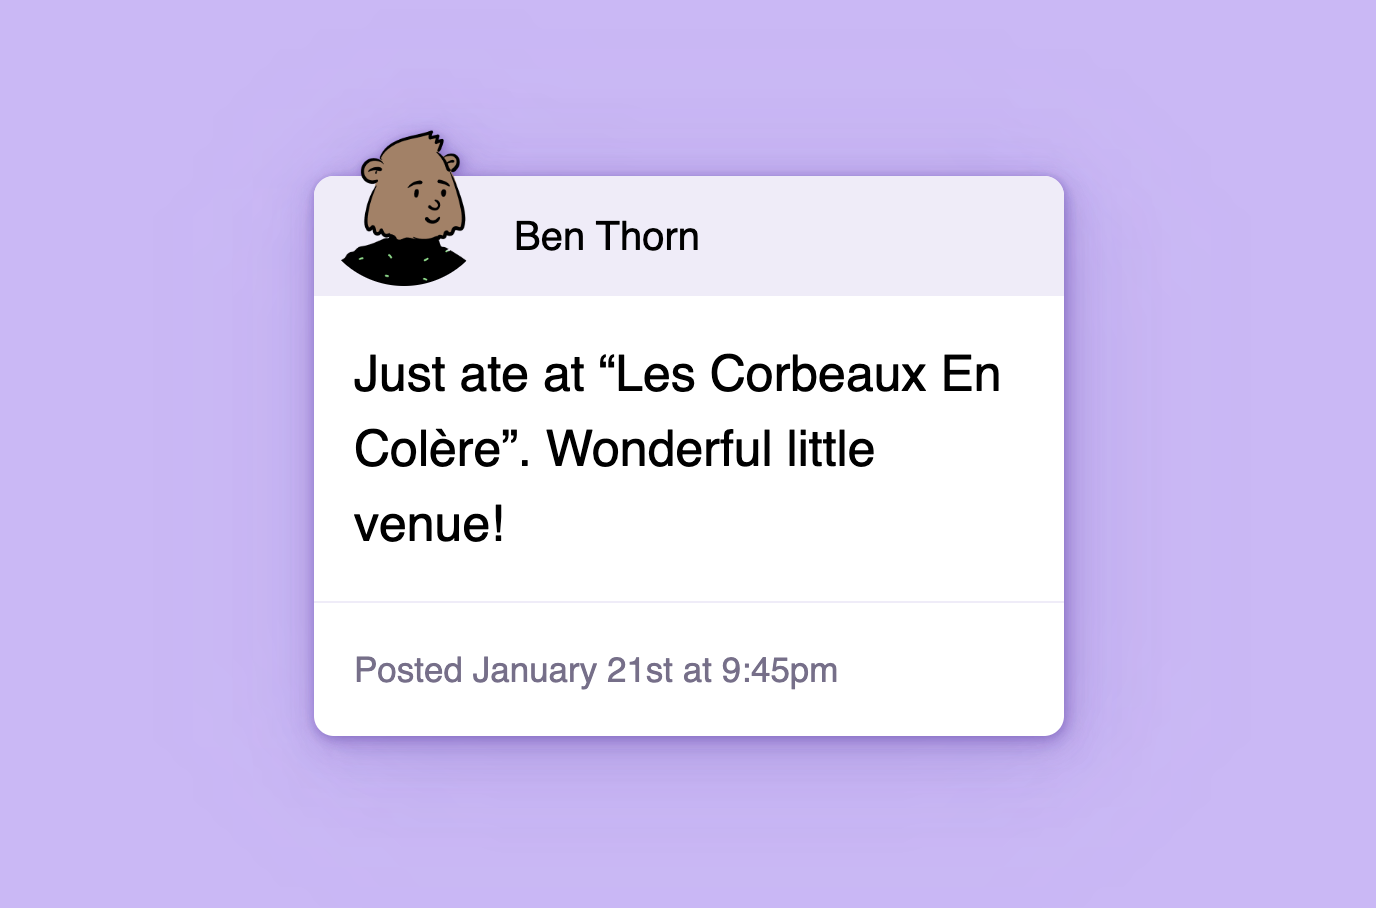 Ben Thorn
Just ate at “Les Corbeaux En
Colère”. Wonderful little
venue!
Posted January 21st at 9:45pm